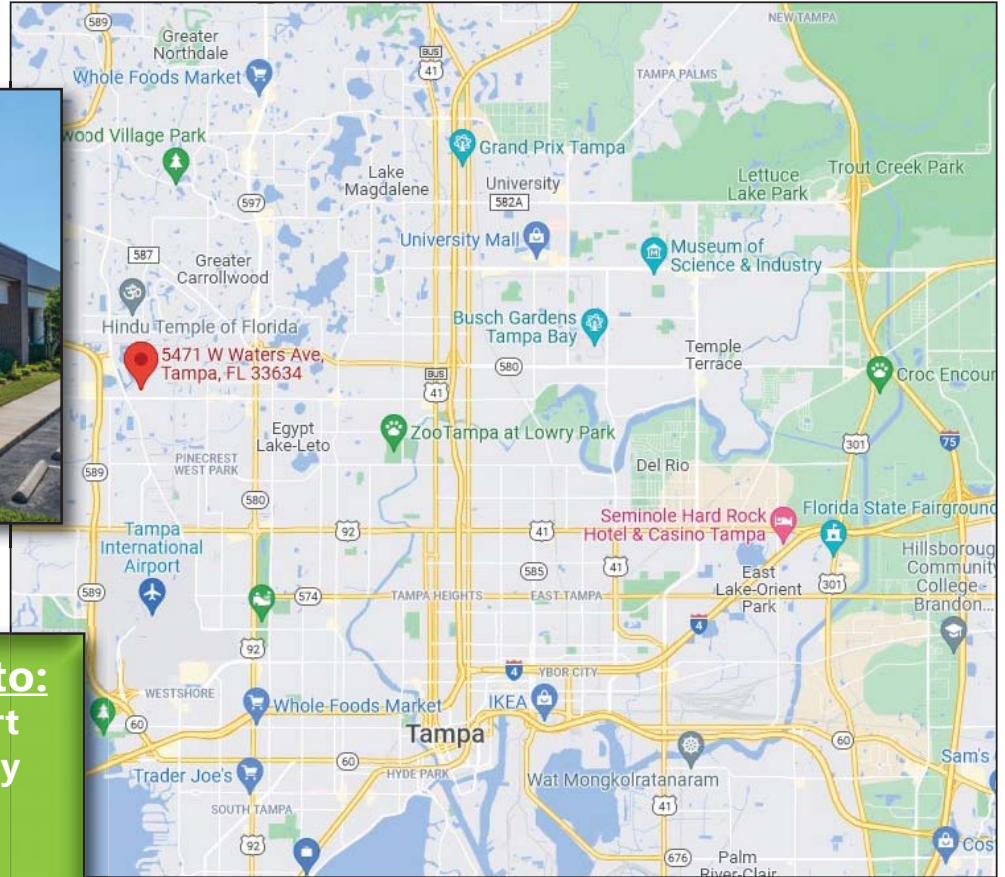 589
Greater
Northdale
Whole Foods Market
BUS
41
NEW TAMPA
TAMPA PALMS
wood Village Park
Grand Prix Tampa
Lake
Magdalene
University
582A
Lettuce
Lake Park
Trout Creek Park
597
587
Greater
Carrollwood
University Mall
Museum of
Science & Industry
Hindu Temple of Florida
Busch Gardens
Tampa Bay
5471 W Waters Ave,
Tampa, FL 33634
Temple
Terrace
580
BUS
41
Croc Encour
Egypt
Lake-Leto
ZooTampa at Lowry Park
301
75
PINECREST
WEST PARK
589
580
Del Rio
Seminole Hard Rock
Hotel & Casino Tampa
Florida State Fairground
Tampa
International
Airport
92
41
585
41
East
Lake-Orient
Park
301
Hillsboroug
Community
College -
Brandon...
589
574
TAMPA HEIGHTS
EAST TAMPA
4
92
4
YBOR CITY
to:
rt
y
WESTSHORE
60
Whole Foods Market
IKEA
Tampa
60
HYDE PARK
Trader Joe's
Wat Mongkolratanaram
60
Sam's
SOUTH TAMPA
41
92
676
Palm
River-Clair
Cos